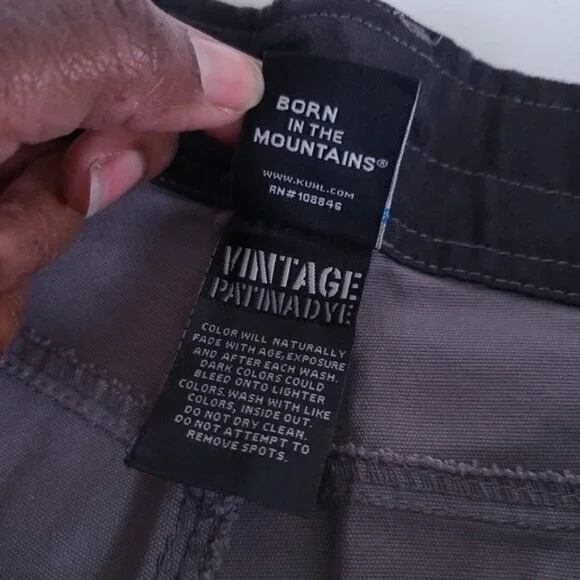 BORN
IN THE
MOUNTAINS®
WWW.KUHL.COM
RN#108846
VINTAGE
PATINADYE
COLOR WILL NATURALLY
FADE WITH AGE, EXPOSURE
AND AFTER EACH WASH.
DARK COLORS COULD
BLEED ONTO LIGHTER
COLORS. WASH WITH LIKE
COLORS, INSIDE OUT.
DO NOT DRY CLEAN.
DO NOT ATTEMPT TO
REMOVE SPOTS.